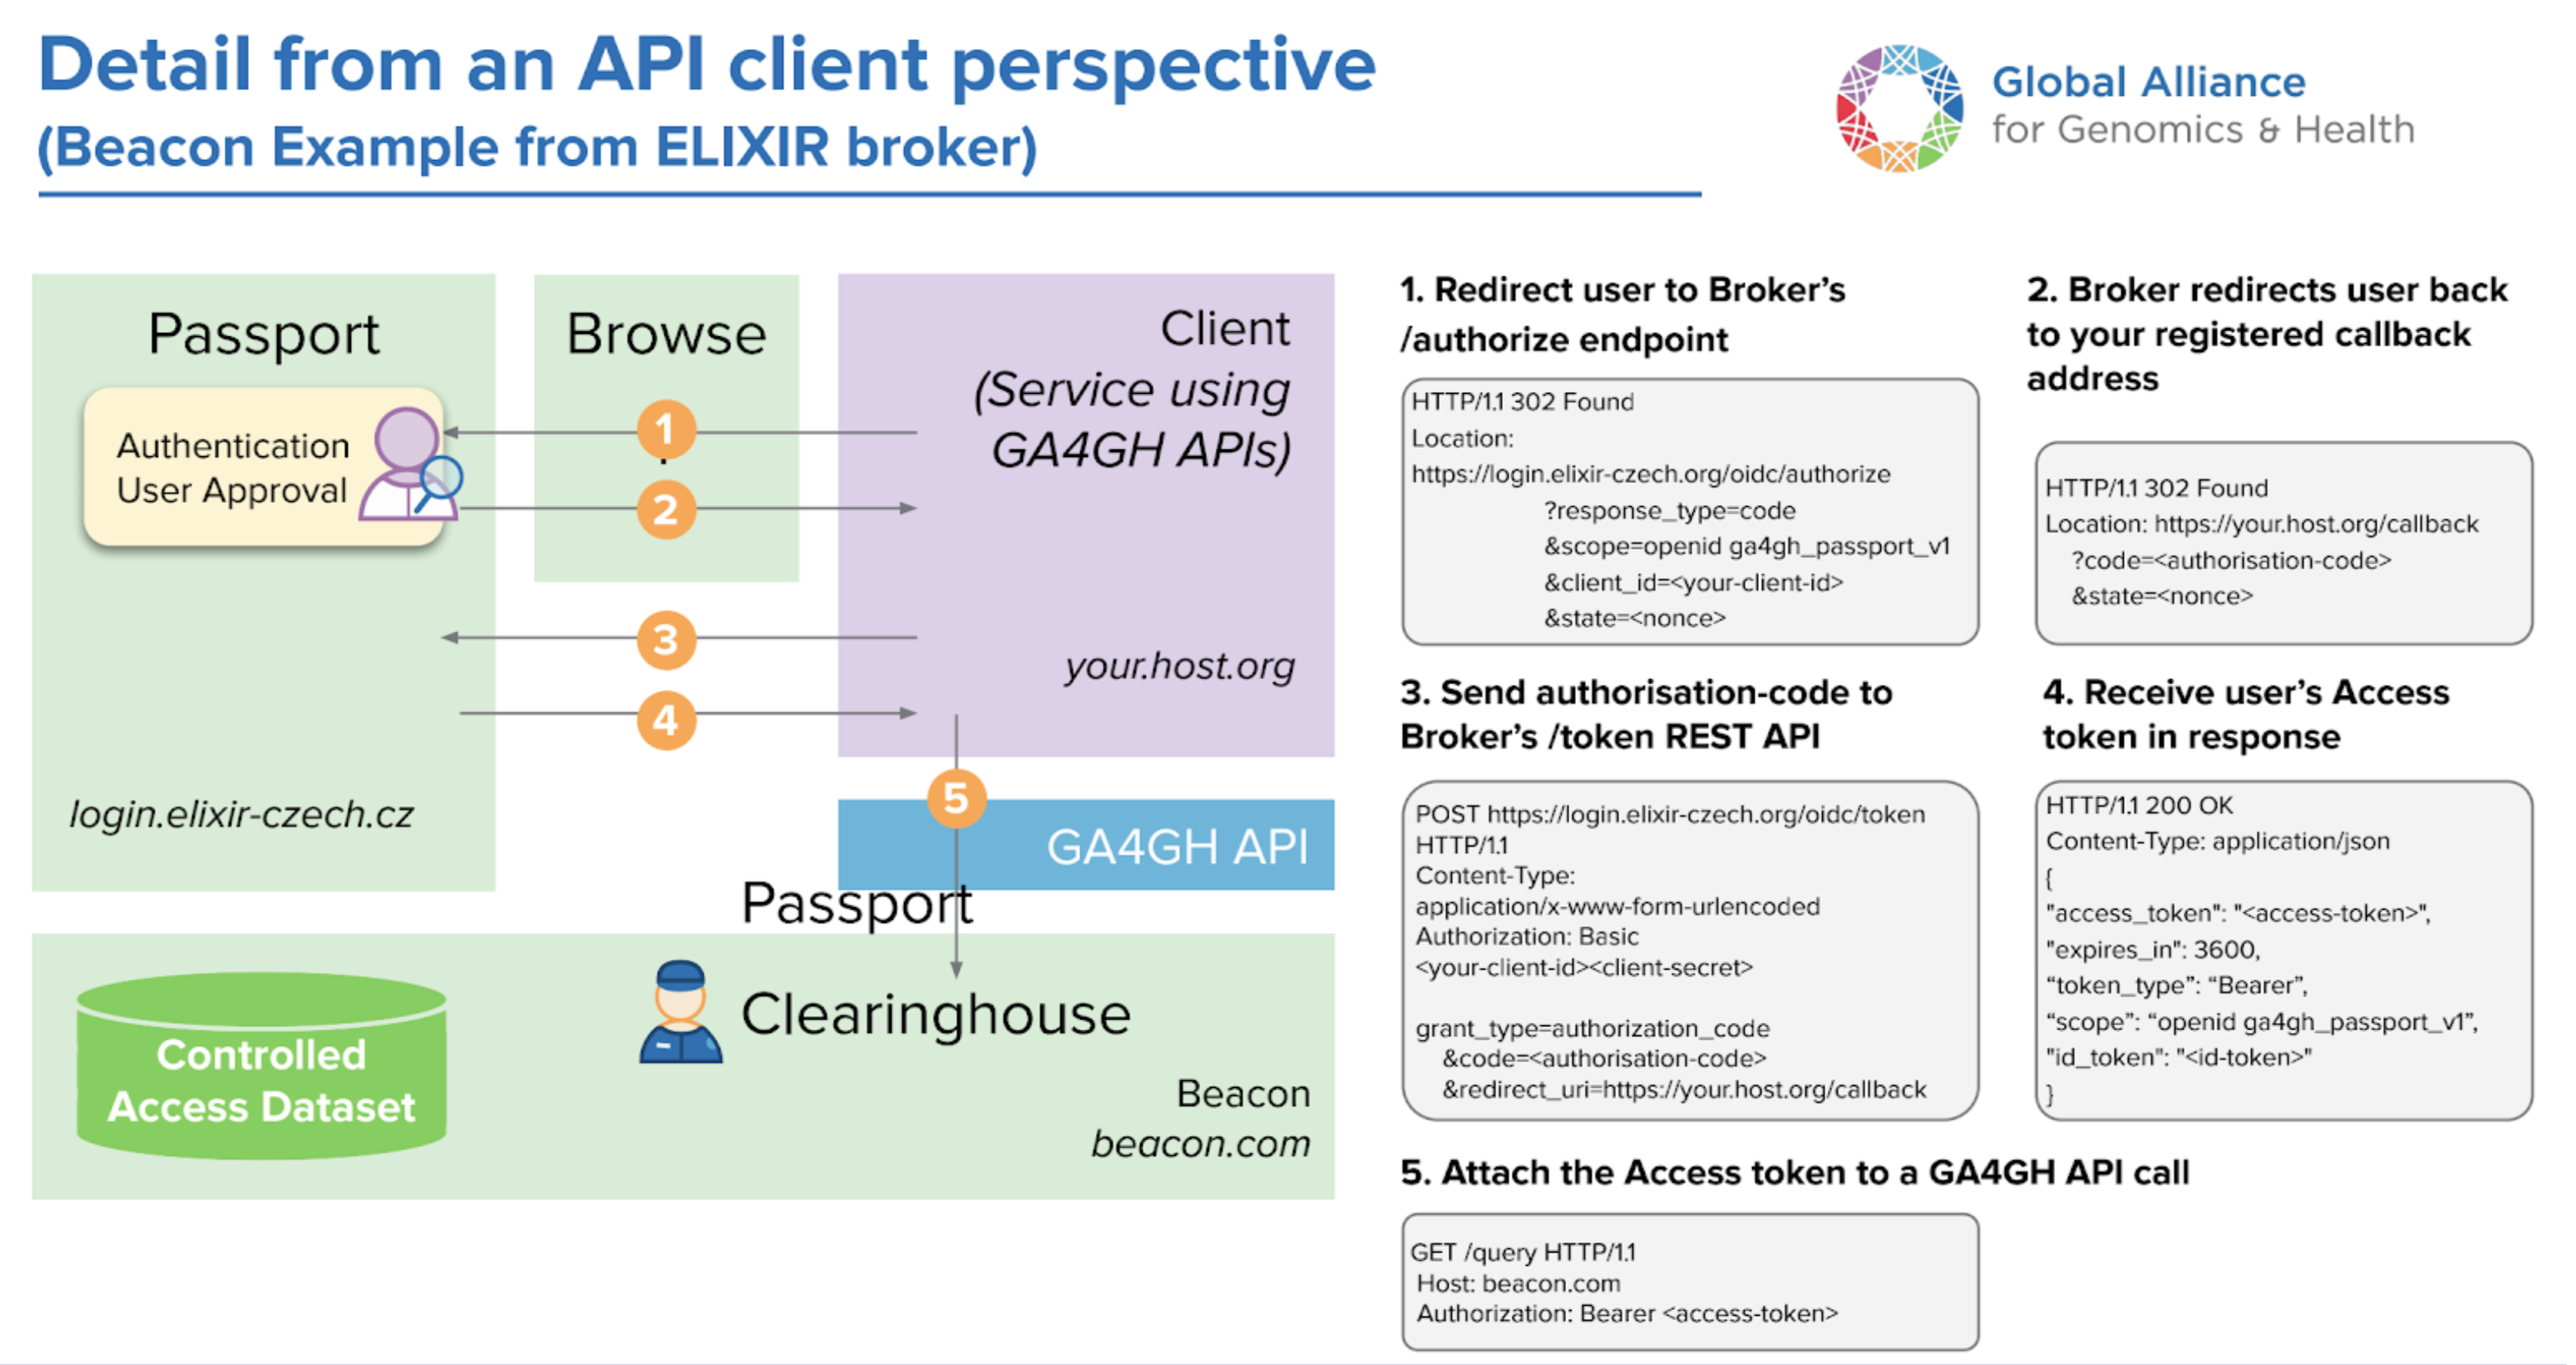 Detail from an API client perspective
(Beacon Example from ELIXIR broker)
Global Alliance
for Genomics & Health
Passport
Authentication
User Approval
login.elixir-czech.cz
Browse
1
2
3
4
Client
(Service using
GA4GH APIs)
your.host.org
5
GA4GH API
Passport
Clearinghouse
Controlled
Access Dataset
Beacon
beacon.com
1. Redirect user to Broker’s
/authorize endpoint
HTTP/1.1 302 Found
Location:
https://login.elixir-czech.org/oidc/authorize
?response_type=code
&scope=openid ga4gh_passport_v1
&client_id=<your-client-id>
&state=<nonce>
2. Broker redirects user back
to your registered callback
address
HTTP/1.1 302 Found
Location: https://your.host.org/callback
?code=<authorisation-code>
&state=<nonce>
3. Send authorisation-code to
Broker’s /token REST API
POST https://login.elixir-czech.org/oidc/token
HTTP/1.1
Content-Type:
application/x-www-form-urlencoded
Authorization: Basic
<your-client-id><client-secret>
grant_type=authorization_code
&code=<authorisation-code>
&redirect_uri=https://your.host.org/callback
4. Receive user’s Access
token in response
HTTP/1.1 200 OK
Content-Type: application/json
{
"access_token": "<access-token>",
"expires_in": 3600,
“token_type”: “Bearer”,
“scope”: “openid ga4gh_passport_v1”,
"id_token": "<id-token>"
}
5. Attach the Access token to a GA4GH API call
GET /query HTTP/1.1
Host: beacon.com
Authorization: Bearer <access-token>